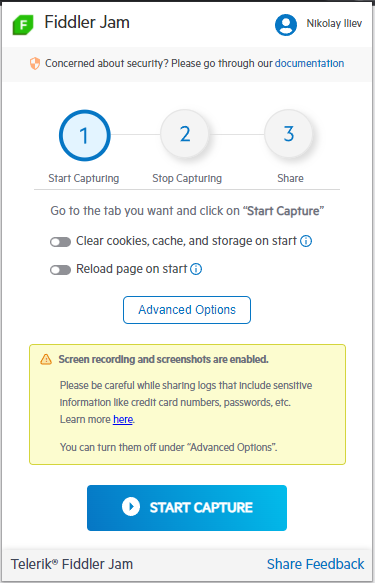 Fiddler Jam
Nikolay Iliev
Concerned about security? Please go through our documentation
1 2 3
Start Capturing Stop Capturing Share
Go to the tab you want and click on “Start Capture”
Clear cookies, cache, and storage on start
Reload page on start
Advanced Options
Screen recording and screenshots are enabled.
Please be careful while sharing logs that include sensitive
information like credit card numbers, passwords, etc.
Learn more here.
You can turn them off under “Advanced Options”.
START CAPTURE
Telerik® Fiddler Jam Share Feedback